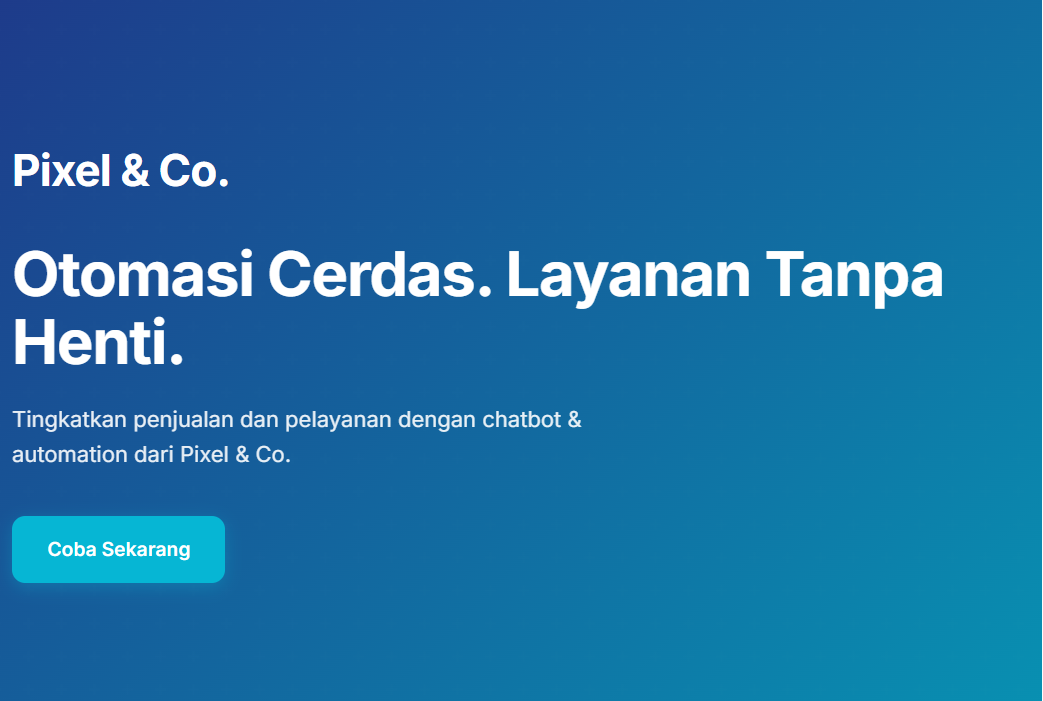 Pixel & Co.
Otomasi Cerdas. Layanan Tanpa
Henti.
Tingkatkan penjualan dan pelayanan dengan chatbot &
automation dari Pixel & Co.
Coba Sekarang